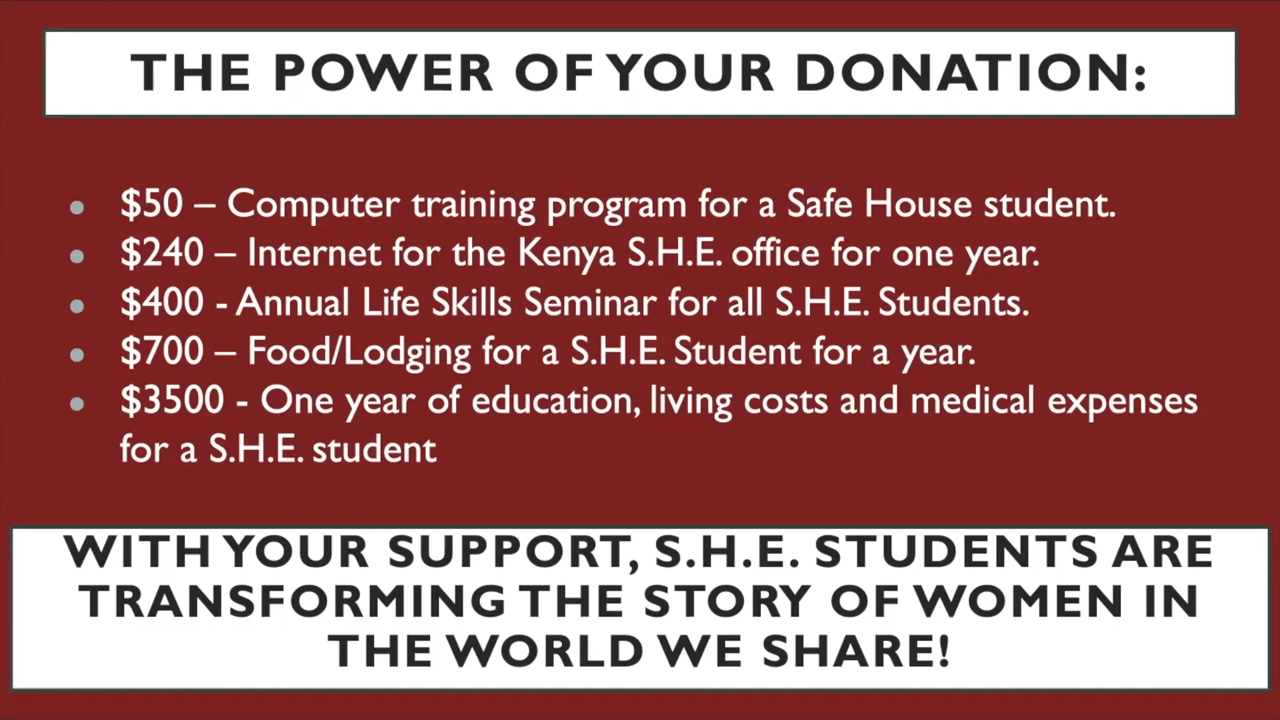 THE POWER OF YOUR DONATION:
• $50 – Computer training program for a Safe House student.
• $240 – Internet for the Kenya S.H.E. office for one year.
• $400 - Annual Life Skills Seminar for all S.H.E. Students.
• $700 – Food/Lodging for a S.H.E. Student for a year.
• $3500 - One year of education, living costs and medical expenses
for a S.H.E. student
WITH YOUR SUPPORT, S.H.E. STUDENTS ARE
TRANSFORMING THE STORY OF WOMEN IN
THE WORLD WE SHARE!